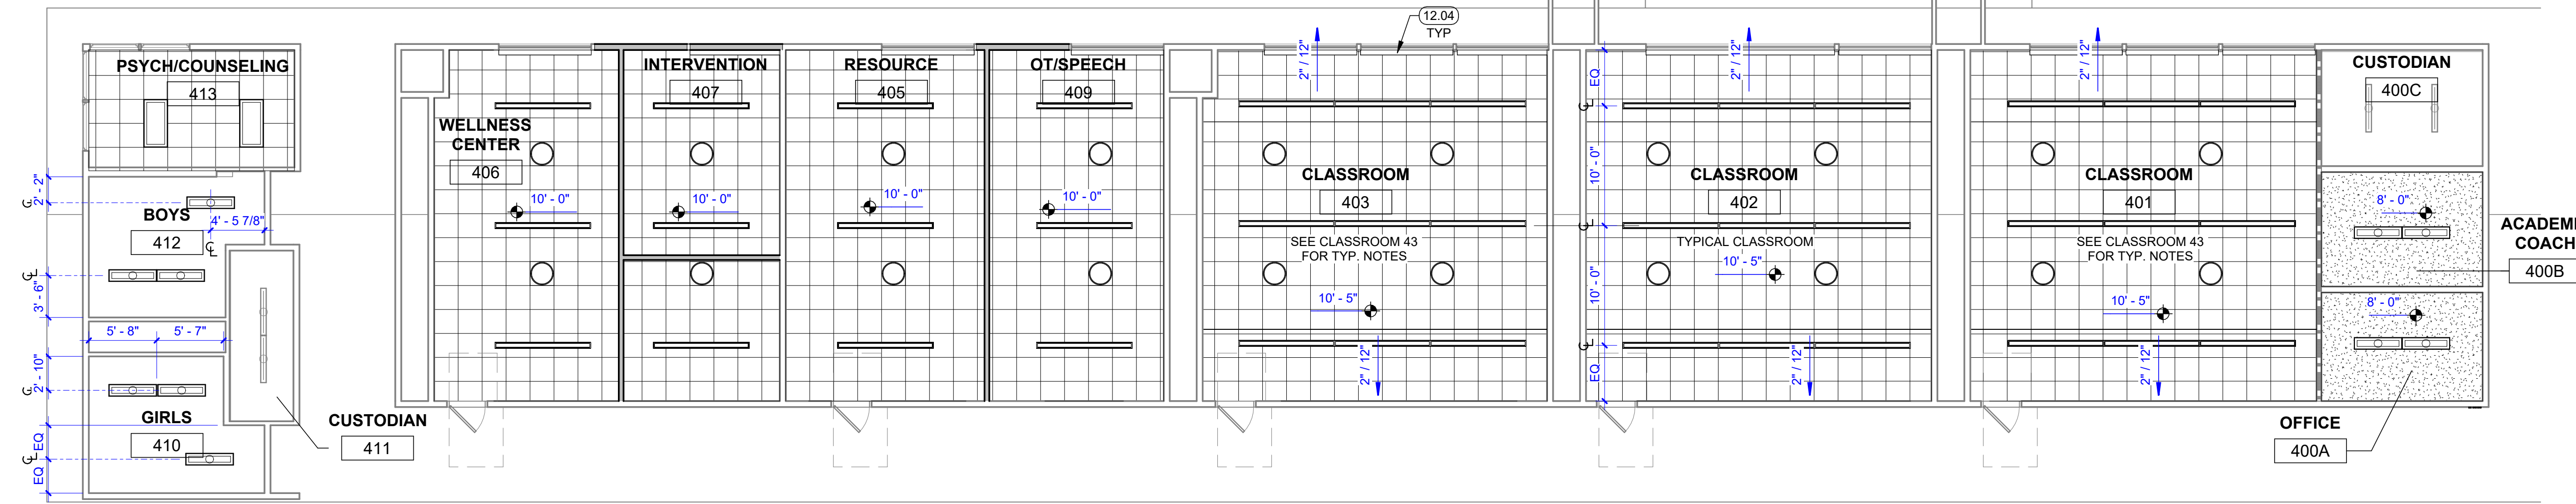 12.04
TYP
PSYCH/COUNSELING
413
2' - 2"
BOYS
412
4' - 5 7/8"
3' - 6"
5' - 8"
5' - 7"
2' - 10"
GIRLS
410
EQ
EQ
CUSTODIAN
411
WELLNESS
CENTER
406
10' - 0"
INTERVENTION
407
10' - 0"
RESOURCE
405
10' - 0"
OT/SPEECH
409
10' - 0"
2" / 12"
CLASSROOM
403
SEE CLASSROOM 43
FOR TYP. NOTES
10' - 5"
2" / 12"
EQ
10' - 0"
10' - 0"
EQ
2" / 12"
CLASSROOM
402
TYPICAL CLASSROOM
10' - 5"
2" / 12"
2" / 12"
CLASSROOM
401
SEE CLASSROOM 43
FOR TYP. NOTES
10' - 5"
2" / 12"
CUSTODIAN
400C
8' - 0"
ACADEMI
COACH
400B
8' - 0"
OFFICE
400A